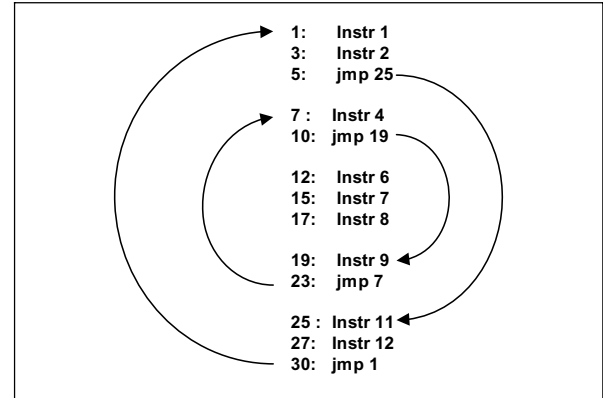 1: Instr 1
3: Instr 2
5: jmp 25
7 : Instr 4
10: jmp 19
12: Instr 6
15: Instr 7
17: Instr 8
19: Instr 9
23: jmp 7
25 : Instr 11
27: Instr 12
30: jmp 1